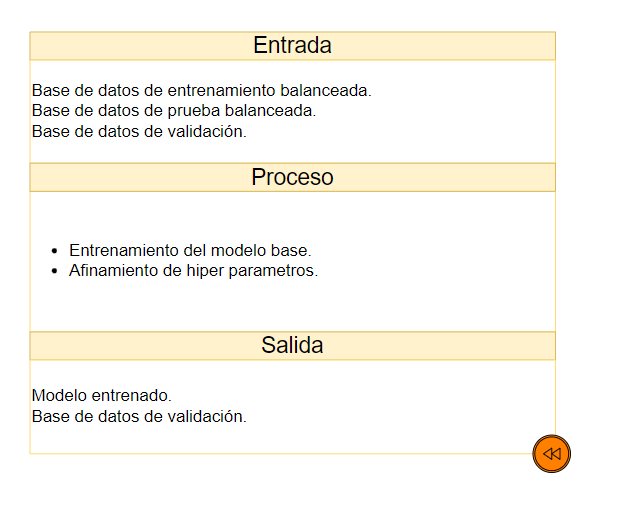 Entrada
Base de datos de entrenamiento balanceada.
Base de datos de prueba balanceada.
Base de datos de validación.
Proceso
• Entrenamiento del modelo base.
• Afinamiento de hiper parametros.
Salida
Modelo entrenado.
Base de datos de validación.